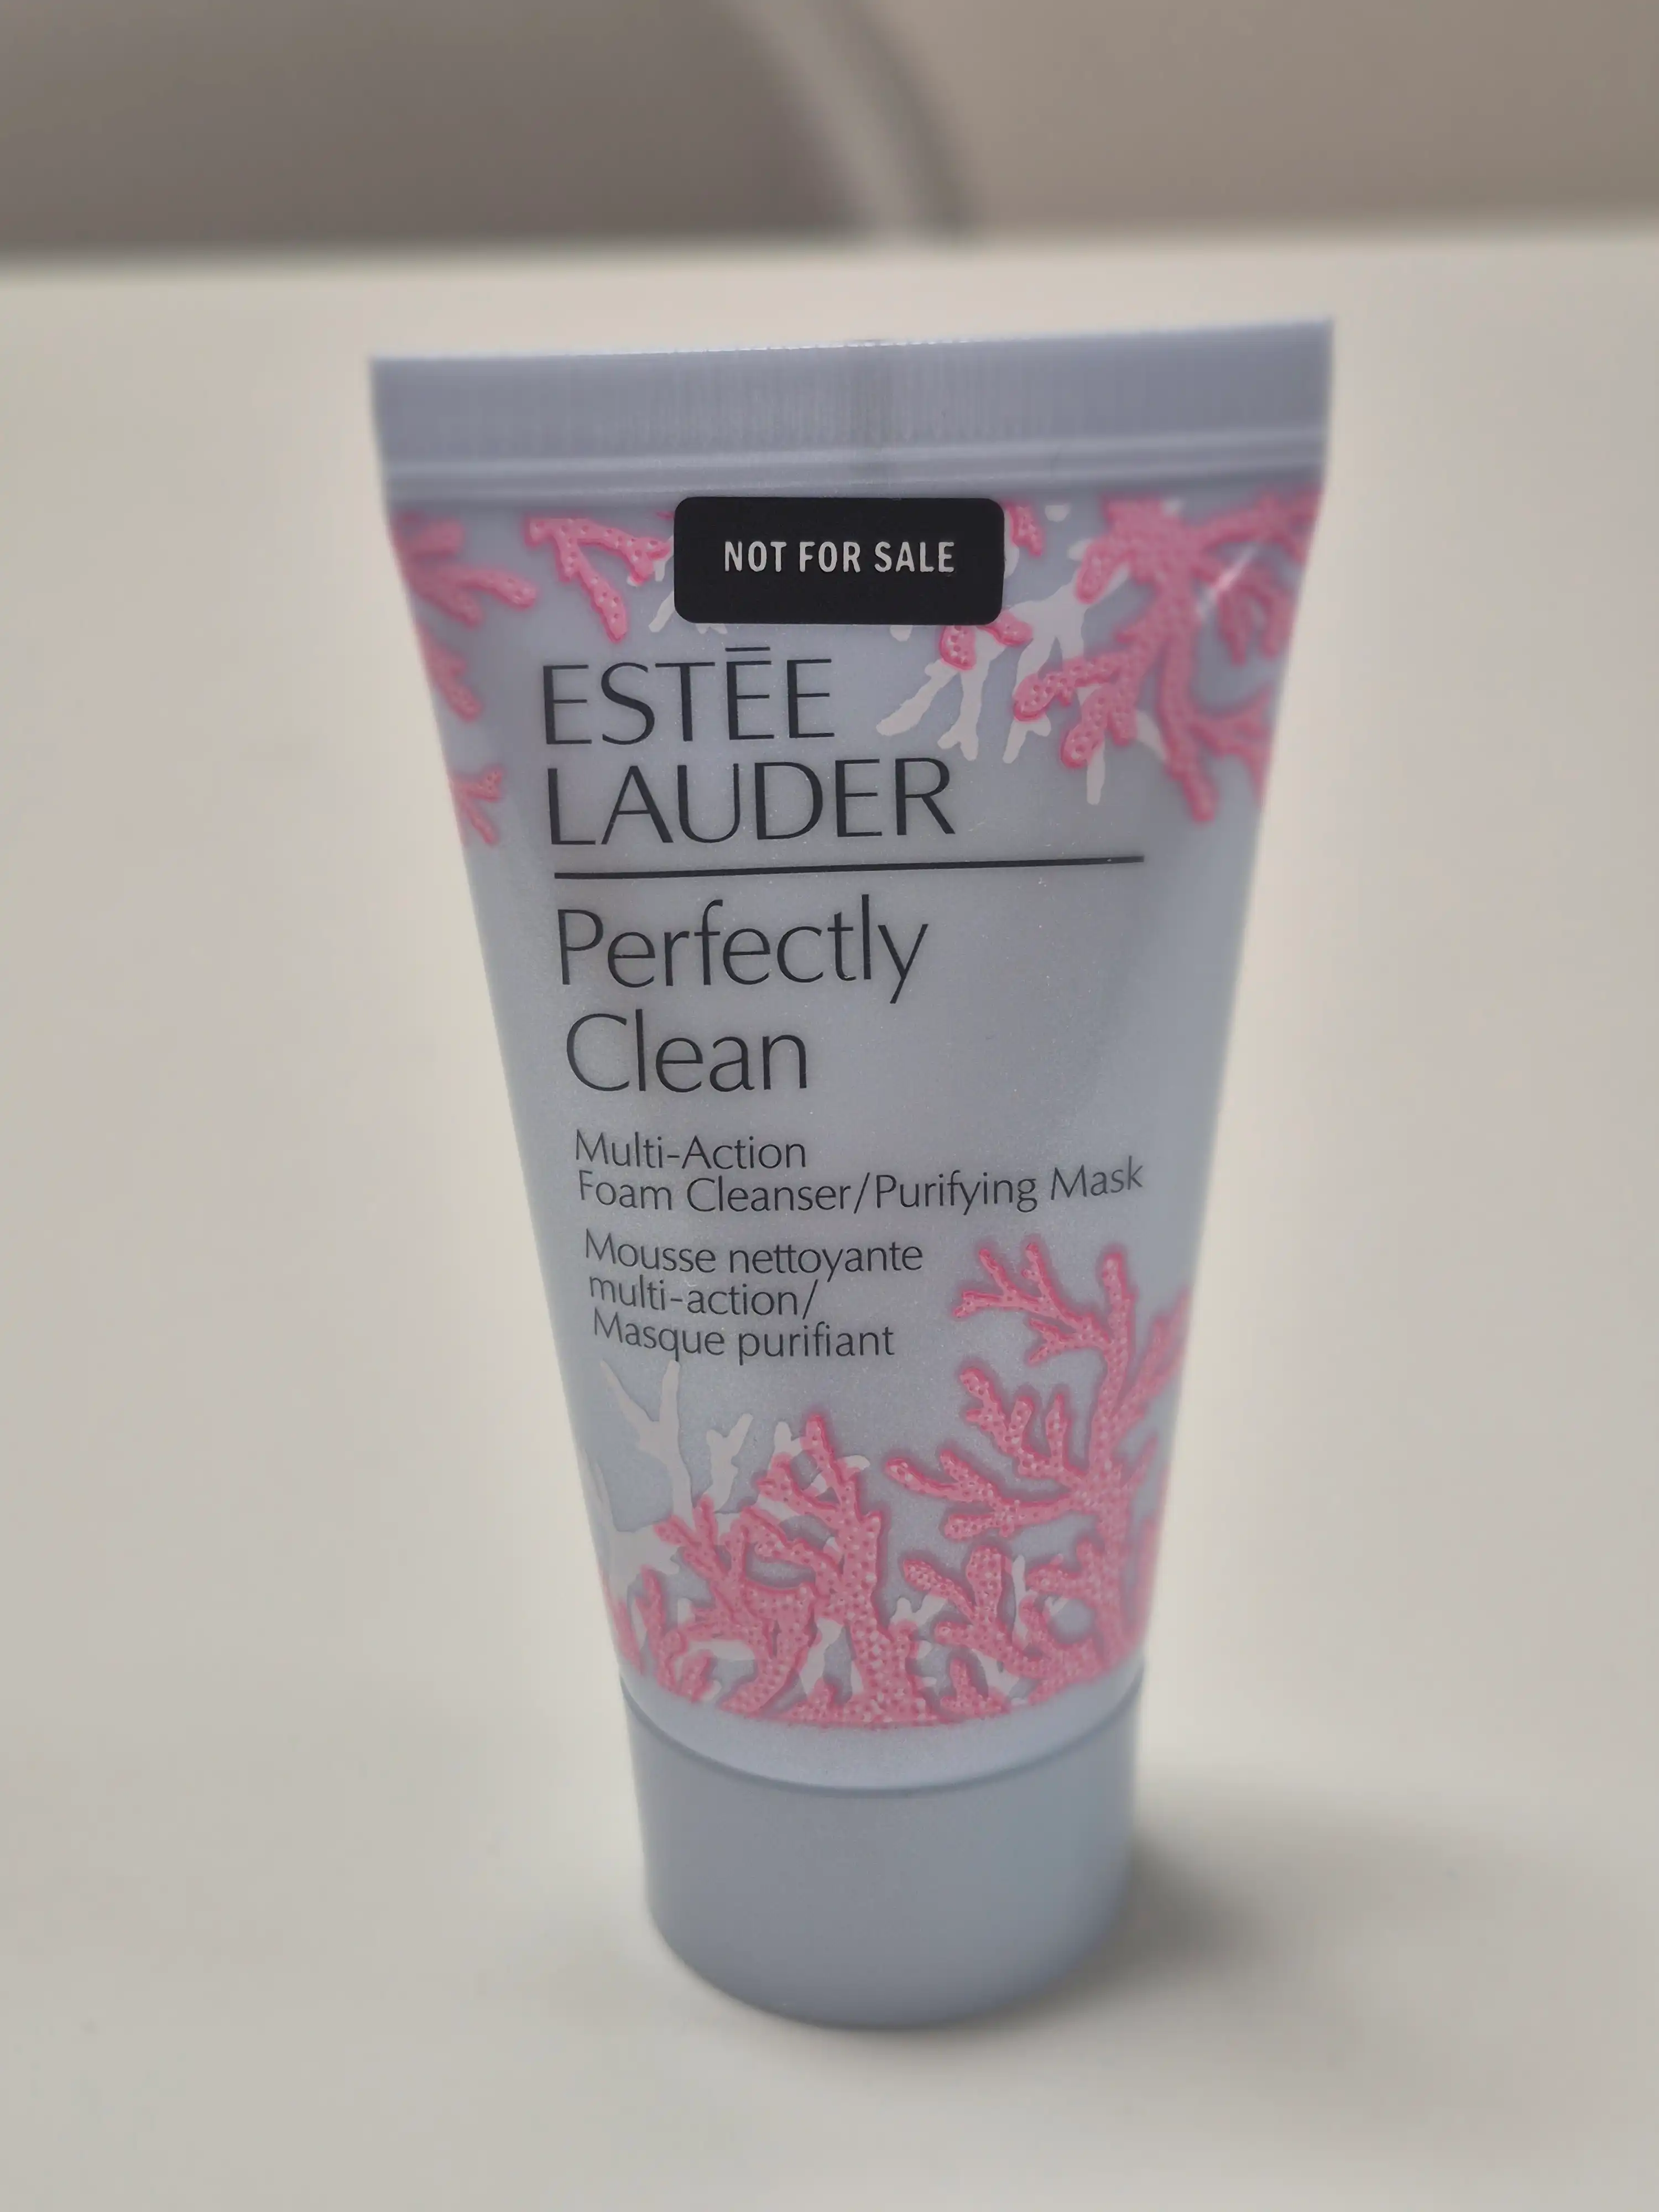 NOT FOR SALE
ESTĒE
LAUDER
Perfectly
Clean
Multi-Action
Foam Cleanser/Purifying Mask
Mousse nettoyante
multi-action/
Masque purifiant